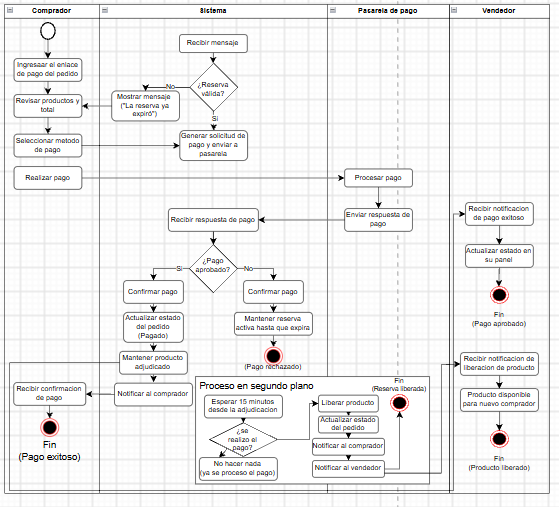 Comprador
Sistema
Pasarela de pago
Vendedor
Recibir mensaje
Ingresaar el enlace
de pago del pedido
¿Reserva
válida?
No
Si
Mostrar mensaje
("La reserva ya
expiró")
Revisar productos y
total
Seleccionar metodo
de pago
Generar solicitud de
pago y enviar a
pasarela
Realizar pago
Procesar pago
Recibir respuesta de pago
Enviar respuesta de
pago
Recibir notificacion
de pago exitoso
Actualizar estado en
su panel
Fin
(Pago aprobado)
¿Pago
aprobado?
Si
No
Confirmar pago
Confirmar pago
Actualizar estado
del pedido
(Pagado)
Mantener reserva
activa hasta que expira
(Pago rechazado)
Mantener producto
adjudicado
Notificar al comprador
Recibir confirmacion
de pago
Fin
(Pago exitoso)
Proceso en segundo plano
Esperar 15 minutos
desde la adjudicacion
¿se
realizo el
pago?
No hacer nada
(ya se proceso el pago)
Liberar producto
Actualizar estado
del pedido
Notificar al comprador
Notificar al vendedor
Fin
(Reserva liberada)
Recibir notificacion de
liberacion de producto
Producto disponible
para nuevo comprador
Fin
(Producto liberado)